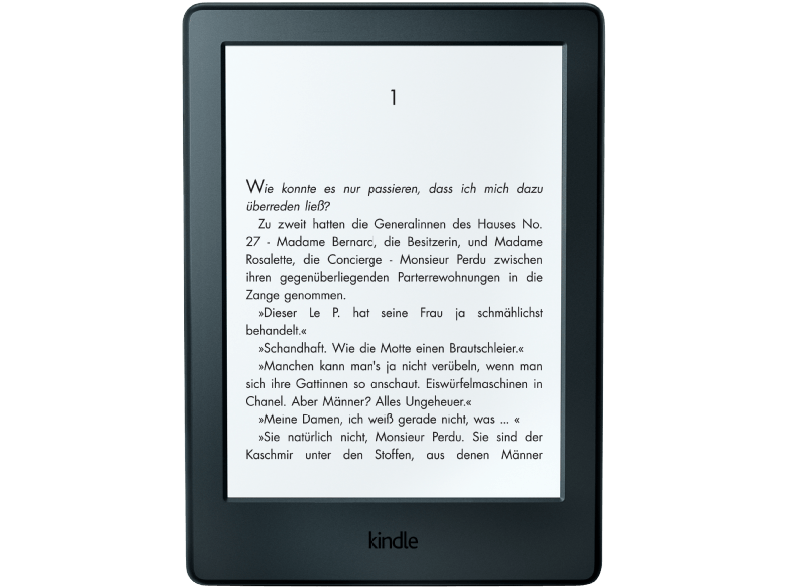 1
Wie konnte es nur passieren, dass ich mich dazu
überreden ließ?
Zu zweit hatten die Generalinnen des Hauses No.
27 - Madame Bernard, die Besitzerin, und Madame
Rosalette, die Concierge - Monsieur Perdu zwischen
ihren gegenüberliegenden Parterrewohnungen in die
Zange genommen.
»Dieser Le P. hat seine Frau ja schmählichst
behandelt.«
»Schandhaft. Wie die Motte einen Brautschleier.«
»Manchen kann man's ja nicht verübeln, wenn man
sich ihre Gattinnen so anschaut. Eiswürfelmaschinen in
Chanel. Aber Männer? Alles Ungeheuer.«
»Meine Damen, ich weiß gerade nicht, was ... «
»Sie natürlich nicht, Monsieur Perdu. Sie sind der
Kaschmir unter den Stoffen, aus denen Männer
kindle